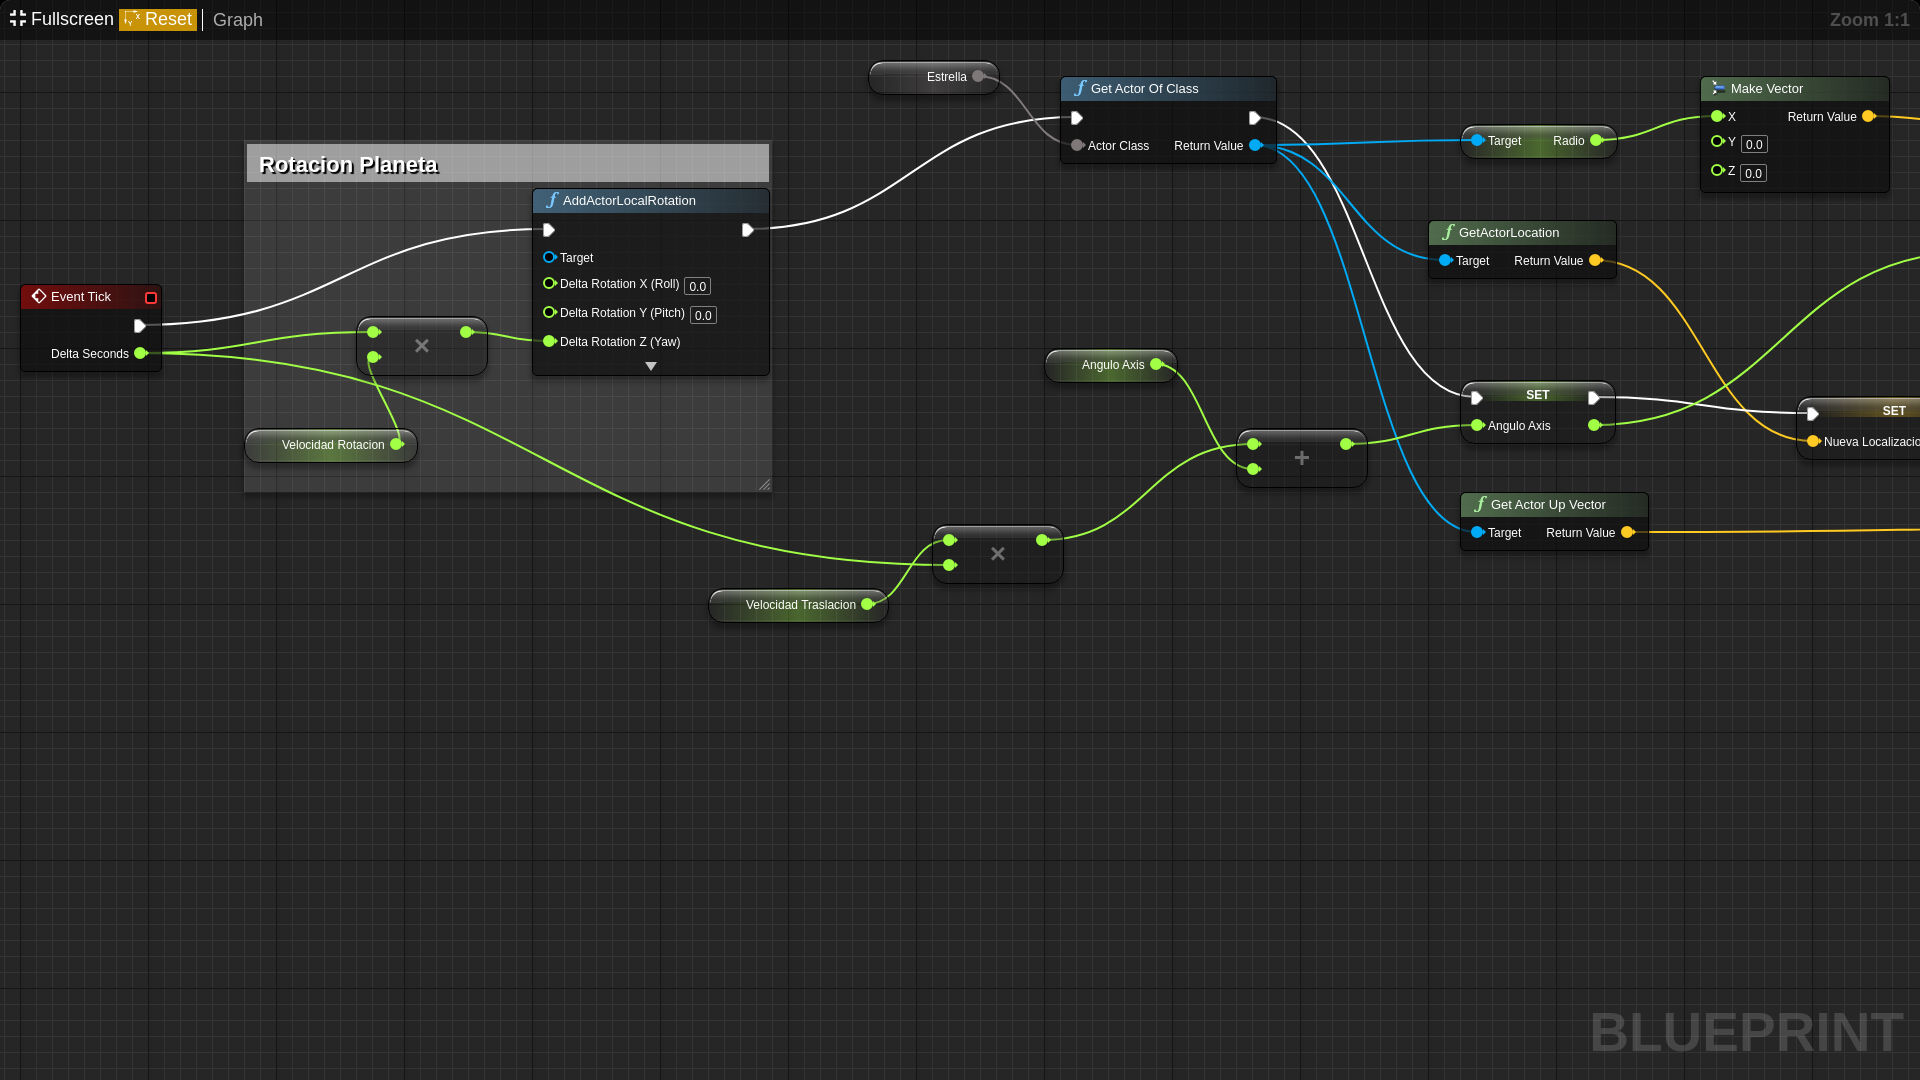 Fullscreen Reset Graph
Zoom 1:1
Estrella
Get Actor Of Class
Actor Class Return Value
Target Radio
Make Vector
X Return Value
Y 0.0
Z 0.0
Rotacion Planeta
AddActorLocalRotation
Target
Delta Rotation X (Roll) 0.0
Delta Rotation Y (Pitch) 0.0
Delta Rotation Z (Yaw)
GetActorLocation
Target Return Value
Event Tick
Delta Seconds
×
Velocidad Rotacion
Angulo Axis
+
SET
Angulo Axis
SET
Nueva Localizacio
Get Actor Up Vector
Target Return Value
×
Velocidad Traslacion
BLUEPRINT